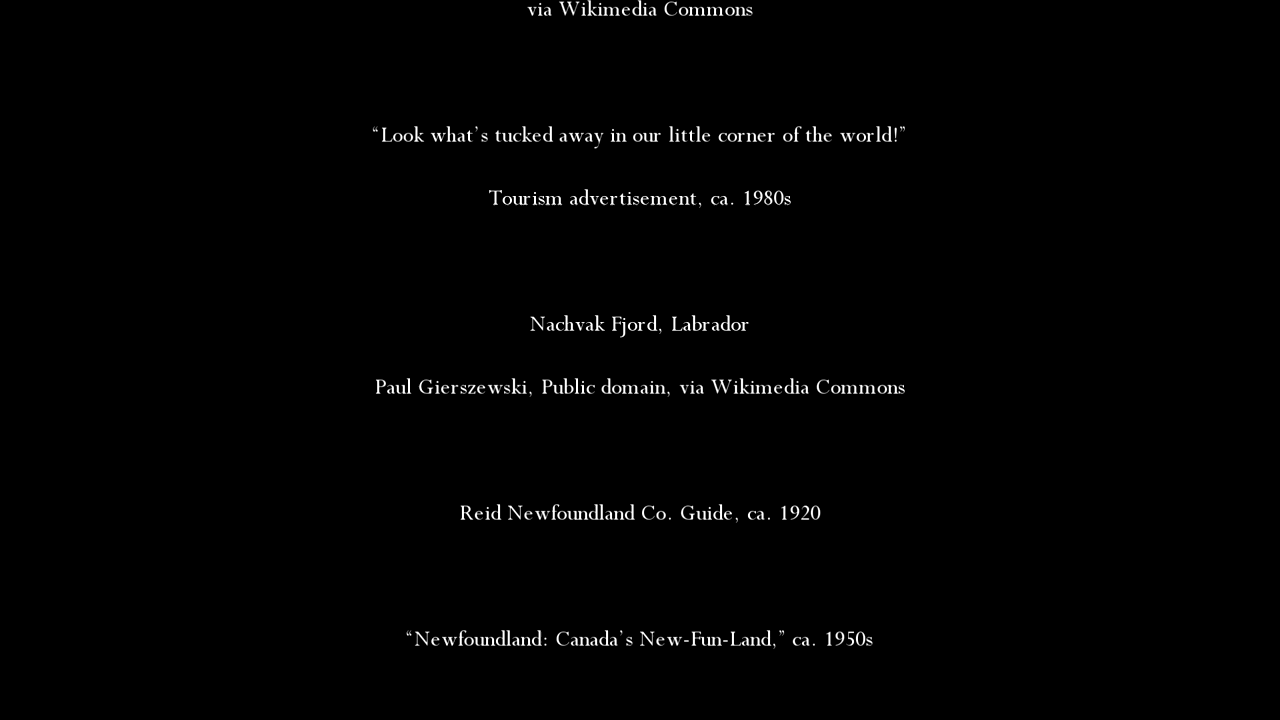 via Wikimedia Commons
“Look what’s tucked away in our little corner of the world!”
Tourism advertisement, ca. 1980s
Nachvak Fjord, Labrador
Paul Gierszewski, Public domain, via Wikimedia Commons
Reid Newfoundland Co. Guide, ca. 1920
“Newfoundland: Canada’s New-Fun-Land,” ca. 1950s